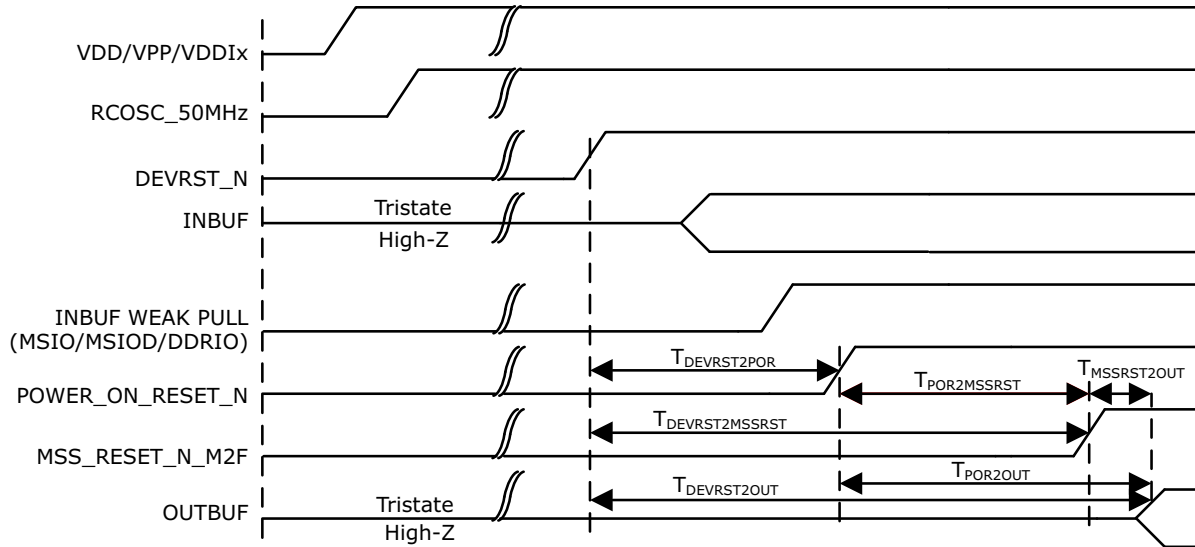 VDD/VPP/VDDIx
RCOSC_50MHz
DEVRST_N
INBUF
Tristate
High-Z
INBUF WEAK PULL
(MSIO/MSIOD/DDRIO)
TDEVRST2POR
TMSSRST2OUT
TPOR2MSSRST
POWER_ON_RESET_N
TDEVRST2MSSRST
MSS_RESET_N_M2F
TPOR2OUT
TDEVRST2OUT
OUTBUF
Tristate
High-Z